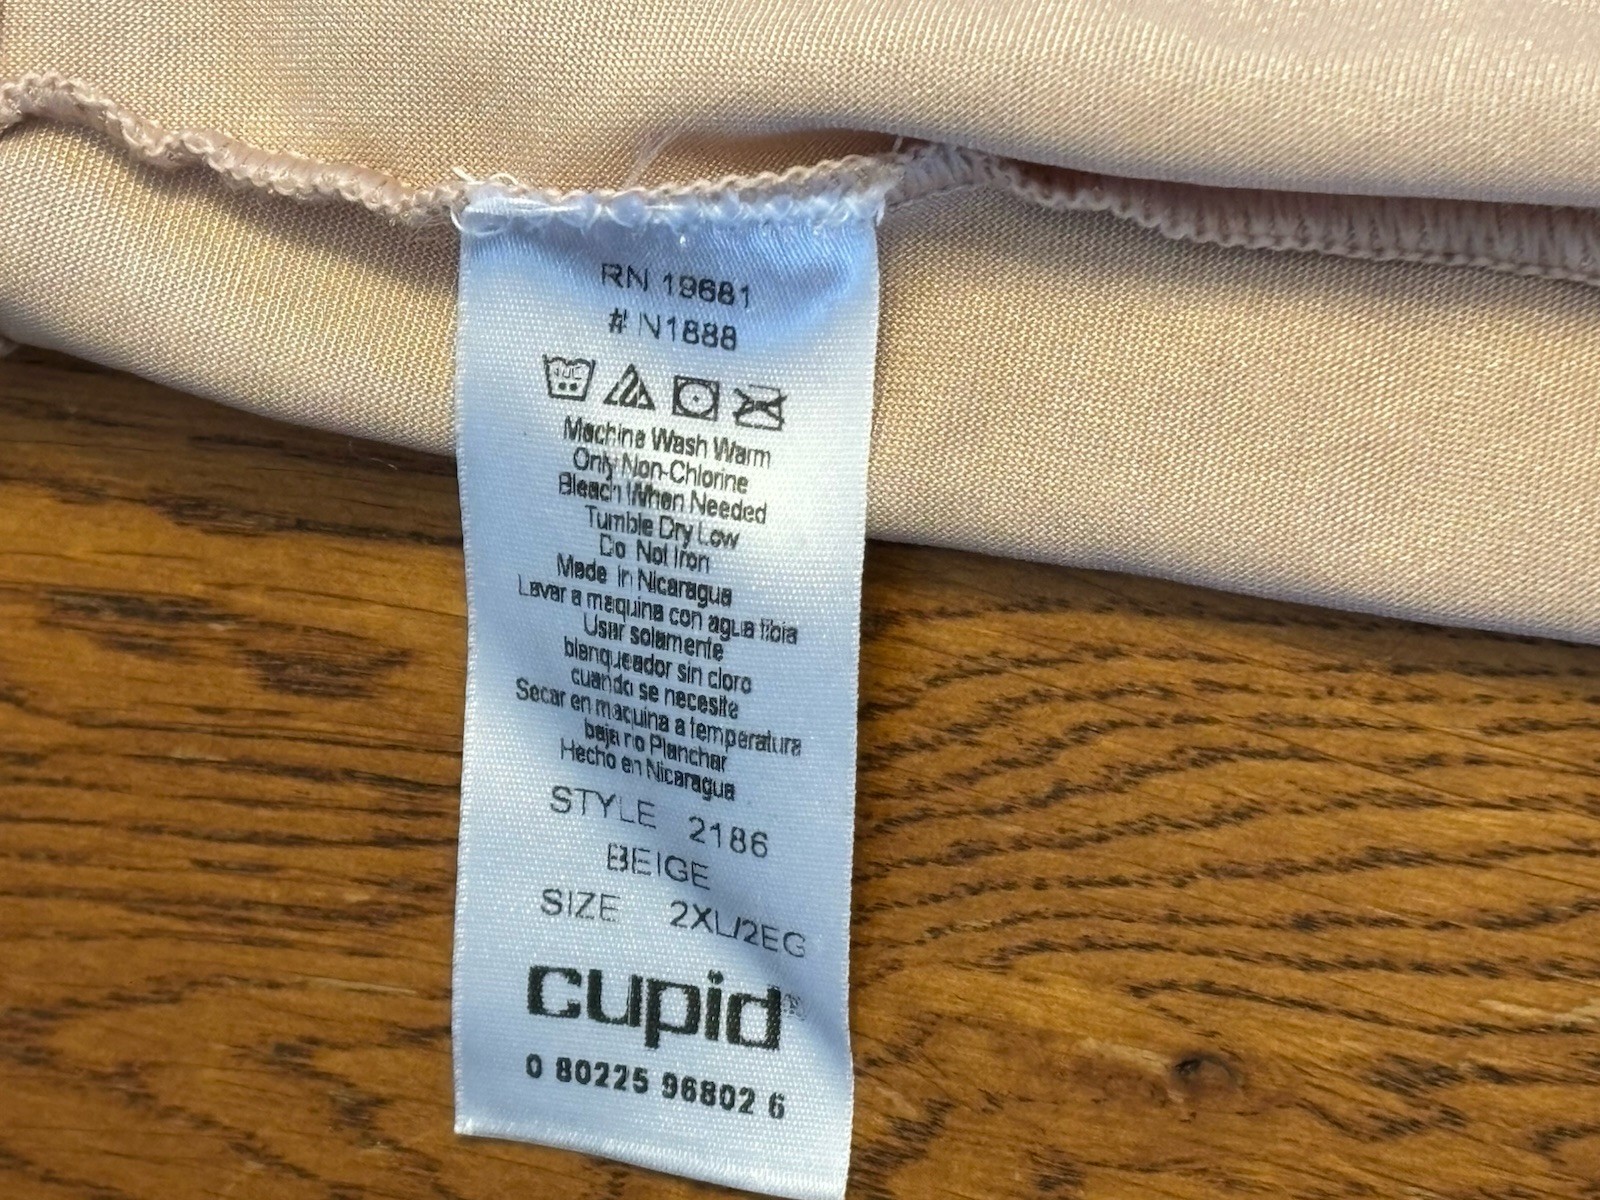 RN 19681
# N1888
Machine Wash Warm
Only Non-Chlorine
Bleach When Needed
Tumble Dry Low
Do Not Iron
Made In Nicaragua
Lavar a maquina con agua tibia
Usar solamente
blanqueador sin cloro
cuando se necesite
Secar en maquina a temperatura
baja no Planchar
Hecho en Nicaragua
STYLE 2186
BEIGE
SIZE 2XL/2EG
cupid®
0 80225 96802 6